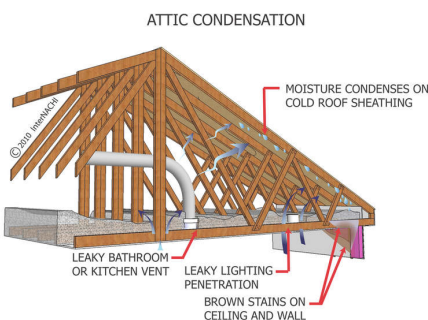 ATTIC CONDENSATION
MOISTURE CONDENSES ON
COLD ROOF SHEATHING
© 2010 InterNACHI
LEAKY BATHROOM
OR KITCHEN VENT
LEAKY LIGHTING
PENETRATION
BROWN STAINS ON
CEILING AND WALL